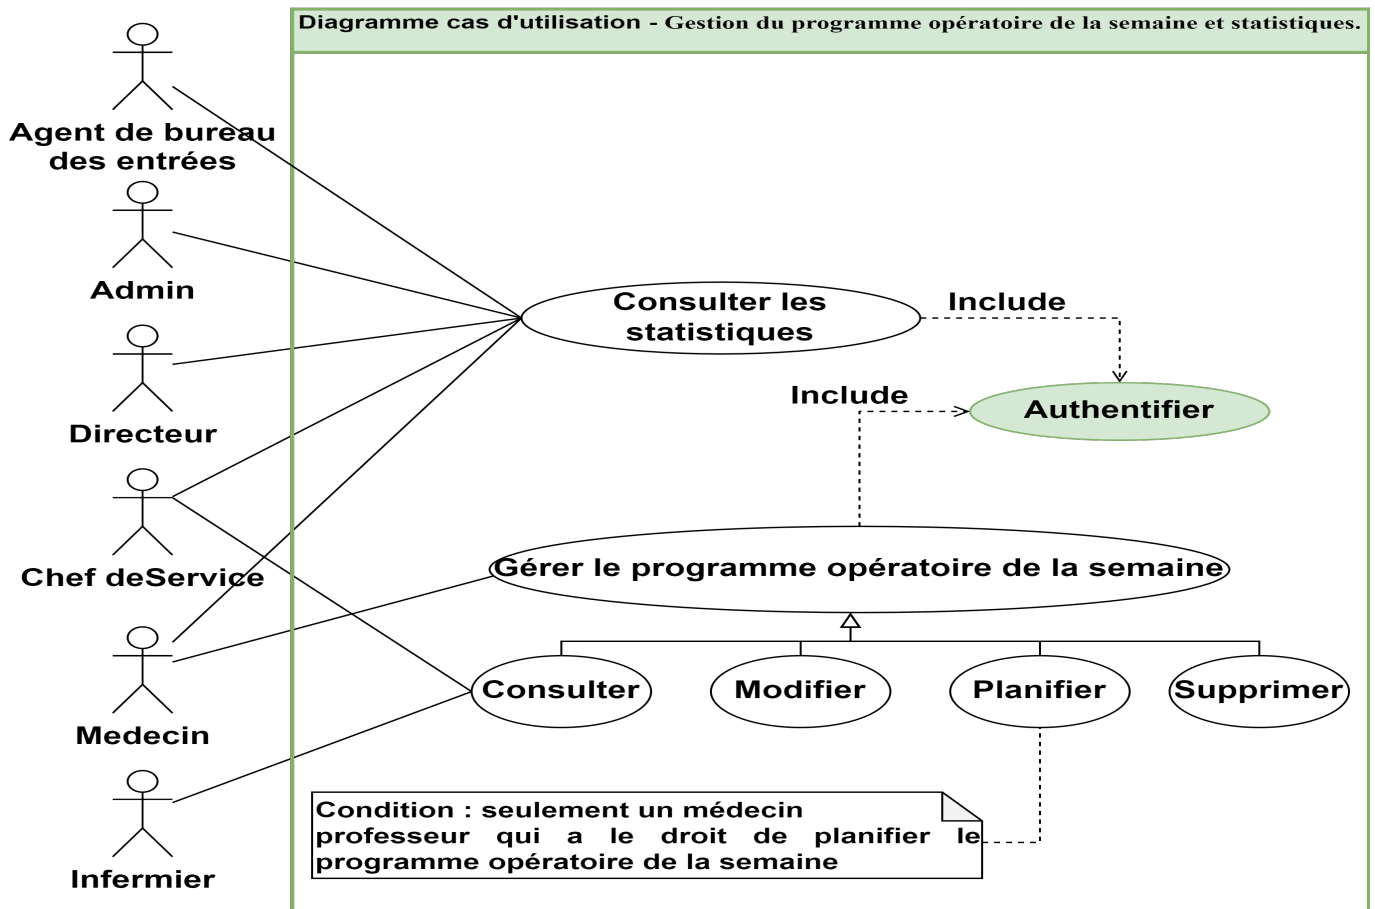 Diagramme cas d'utilisation - Gestion du programme opératoire de la semaine et statistiques.
Agent de bureau
des entrées
Admin
Directeur
Chef deService
Medecin
Infermier
Consulter les
statistiques
Include
Include
Authentifier
Gérer le programme opératoire de la semaine
Consulter
Modifier
Planifier
Supprimer
Condition : seulement un médecin
professeur qui a le droit de planifier le
programme opératoire de la semaine